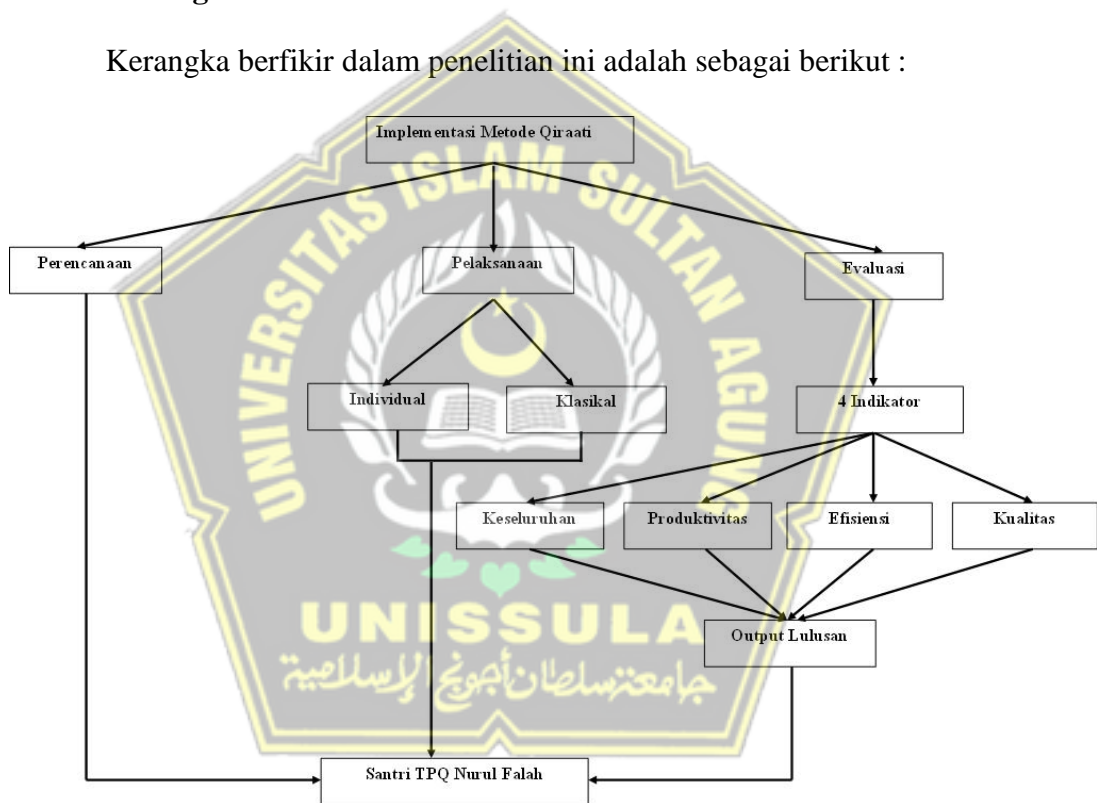 Kerangka berfikir dalam penelitian ini adalah sebagai berikut :
Implementasi Metode Qiraati
Perencanaan
Pelaksanaan
Evaluasi
Individual
Klasikal
4 Indikator
Keseluruhan
Produktivitas
Efisiensi
Kualitas
Output Lulusan
Santri TPQ Nurul Falah
UNIVERSITAS ISLAM SULTAN AGUNG
UNISSULA
جامعة سلطان أجونج الإسلامية